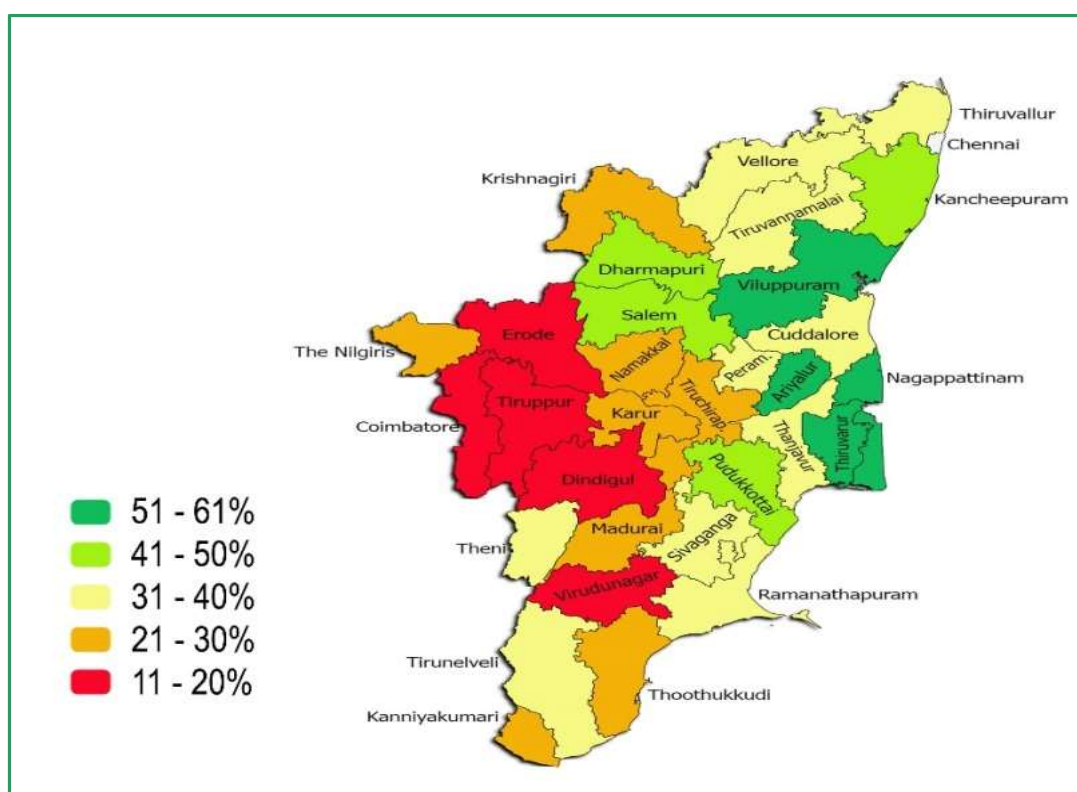 Thiruvallur
Chennai
Vellore
Krishnagiri
Kancheepuram
Tiruvannamalai
Dharmapuri
Viluppuram
Salem
Erode
Cuddalore
The Nilgiris
Namakkal
Peram.
Ariyalur
Nagappattinam
Tiruchirap.
Tiruppur
Karur
Coimbatore
Thanjavur
Thiruvarur
Dindigul
Pudukkottai
51 - 61%
Madurai
41 - 50%
Theni
Sivaganga
31 - 40%
Virudunagar
Ramanathapuram
21 - 30%
Tirunelveli
11 - 20%
Thoothukkudi
Kanniyakumari